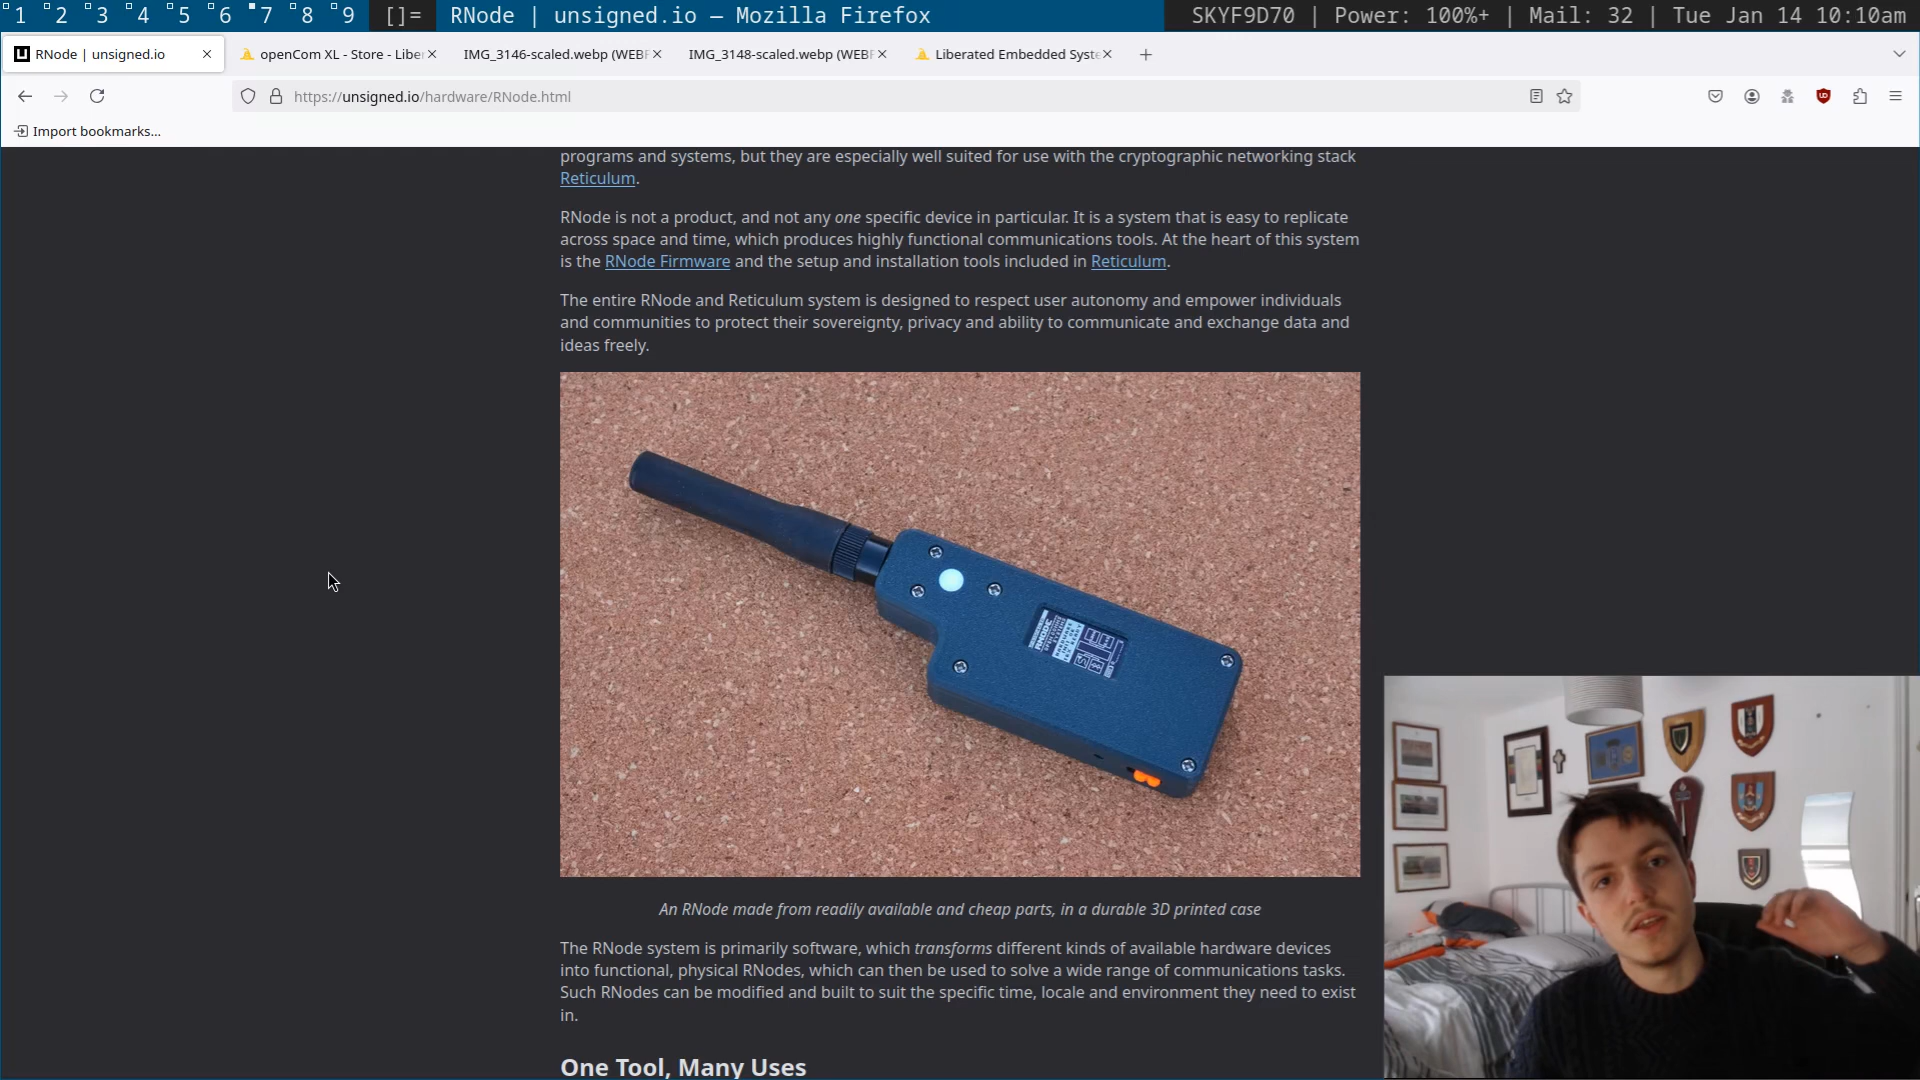 1 2 3 4 5 6 7 8 9 []= RNode | unsigned.io — Mozilla Firefox SKYF9D70 | Power: 100%+ | Mail: 32 | Tue Jan 14 10:10am
RNode | unsigned.io openCom XL - Store - Liber IMG_3146-scaled.webp (WEBP IMG_3148-scaled.webp (WEBP Liberated Embedded Syste
https://unsigned.io/hardware/RNode.html
Import bookmarks...
programs and systems, but they are especially well suited for use with the cryptographic networking stack
Reticulum.
RNode is not a product, and not any one specific device in particular. It is a system that is easy to replicate
across space and time, which produces highly functional communications tools. At the heart of this system
is the RNode Firmware and the setup and installation tools included in Reticulum.
The entire RNode and Reticulum system is designed to respect user autonomy and empower individuals
and communities to protect their sovereignty, privacy and ability to communicate and exchange data and
ideas freely.
RNODE
An RNode made from readily available and cheap parts, in a durable 3D printed case
The RNode system is primarily software, which transforms different kinds of available hardware devices
into functional, physical RNodes, which can then be used to solve a wide range of communications tasks.
Such RNodes can be modified and built to suit the specific time, locale and environment they need to exist
in.
One Tool, Many Uses